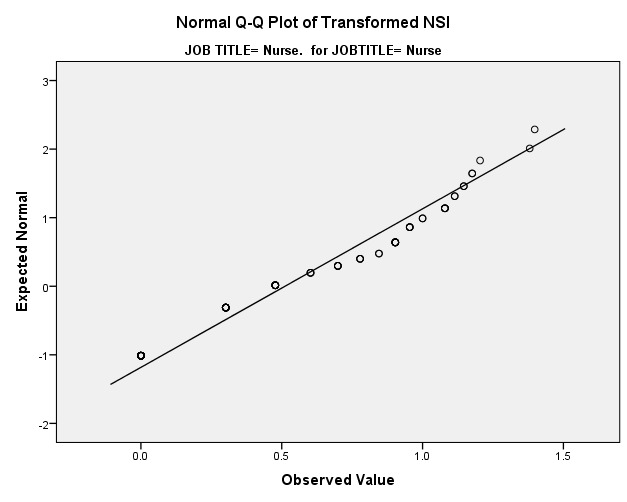 Normal Q-Q Plot of Transformed NSI
JOB TITLE= Nurse.  for JOBTITLE= Nurse
Expected Normal
3
2
1
0
-1
-2
0.0
0.5
1.0
1.5
Observed Value